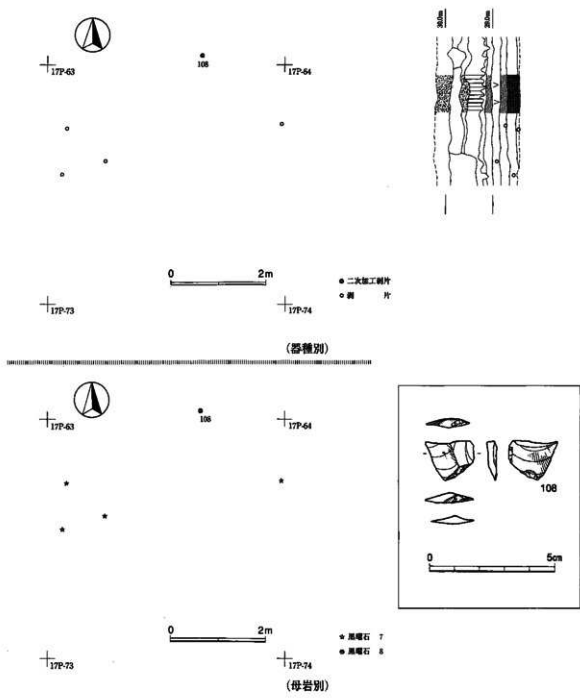 30.0m
29.0m
108
17P-63
17P-64
0 2m
● 二次加工剥片
○ 剥 片
17P-73
17P-74
(器種別)
108
17P-63
17P-64
108
0 5cm
0 2m
★ 黒曜石 7
● 黒曜石 8
17P-73
17P-74
(母岩別)